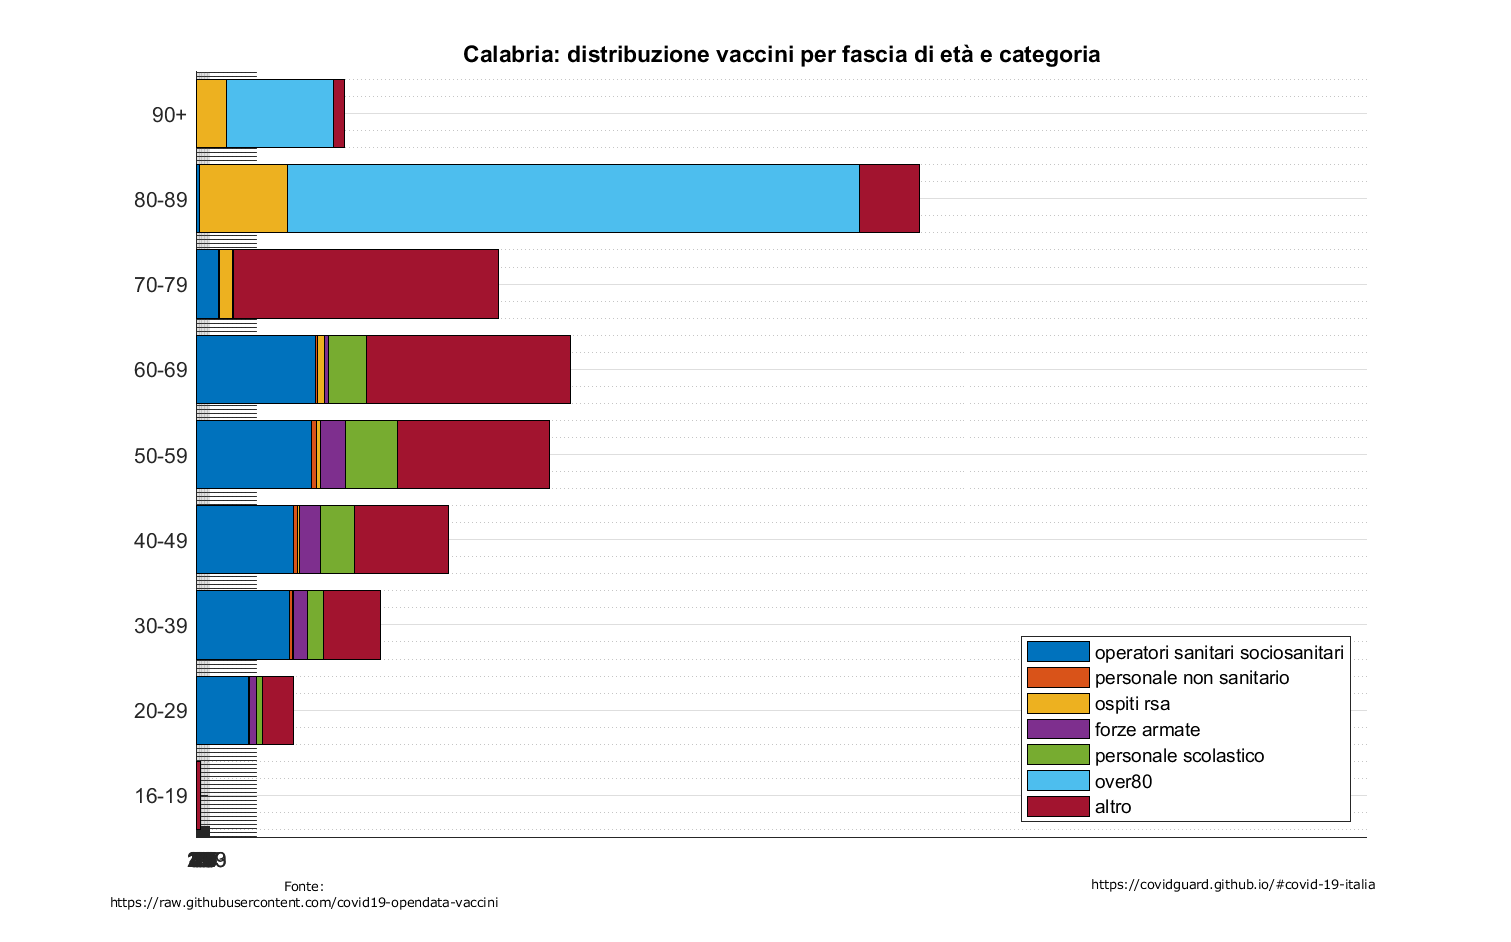 Calabria: distribuzione vaccini per fascia di età e categoria
90+
80-89
70-79
60-69
50-59
40-49
30-39
20-29
16-19
operatori sanitari sociosanitari
personale non sanitario
ospiti rsa
forze armate
personale scolastico
over80
altro
Fonte:
https://raw.githubusercontent.com/covid19-opendata-vaccini
https://covidguard.github.io/#covid-19-italia